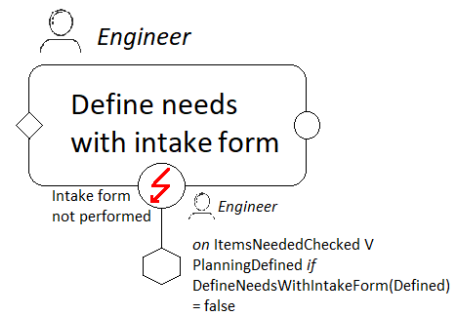 Engineer
Define needs
with intake form
Intake form
not performed
Engineer
on ItemsNeededChecked V
PlanningDefined if
DefineNeedsWithIntakeForm(Defined)
= false